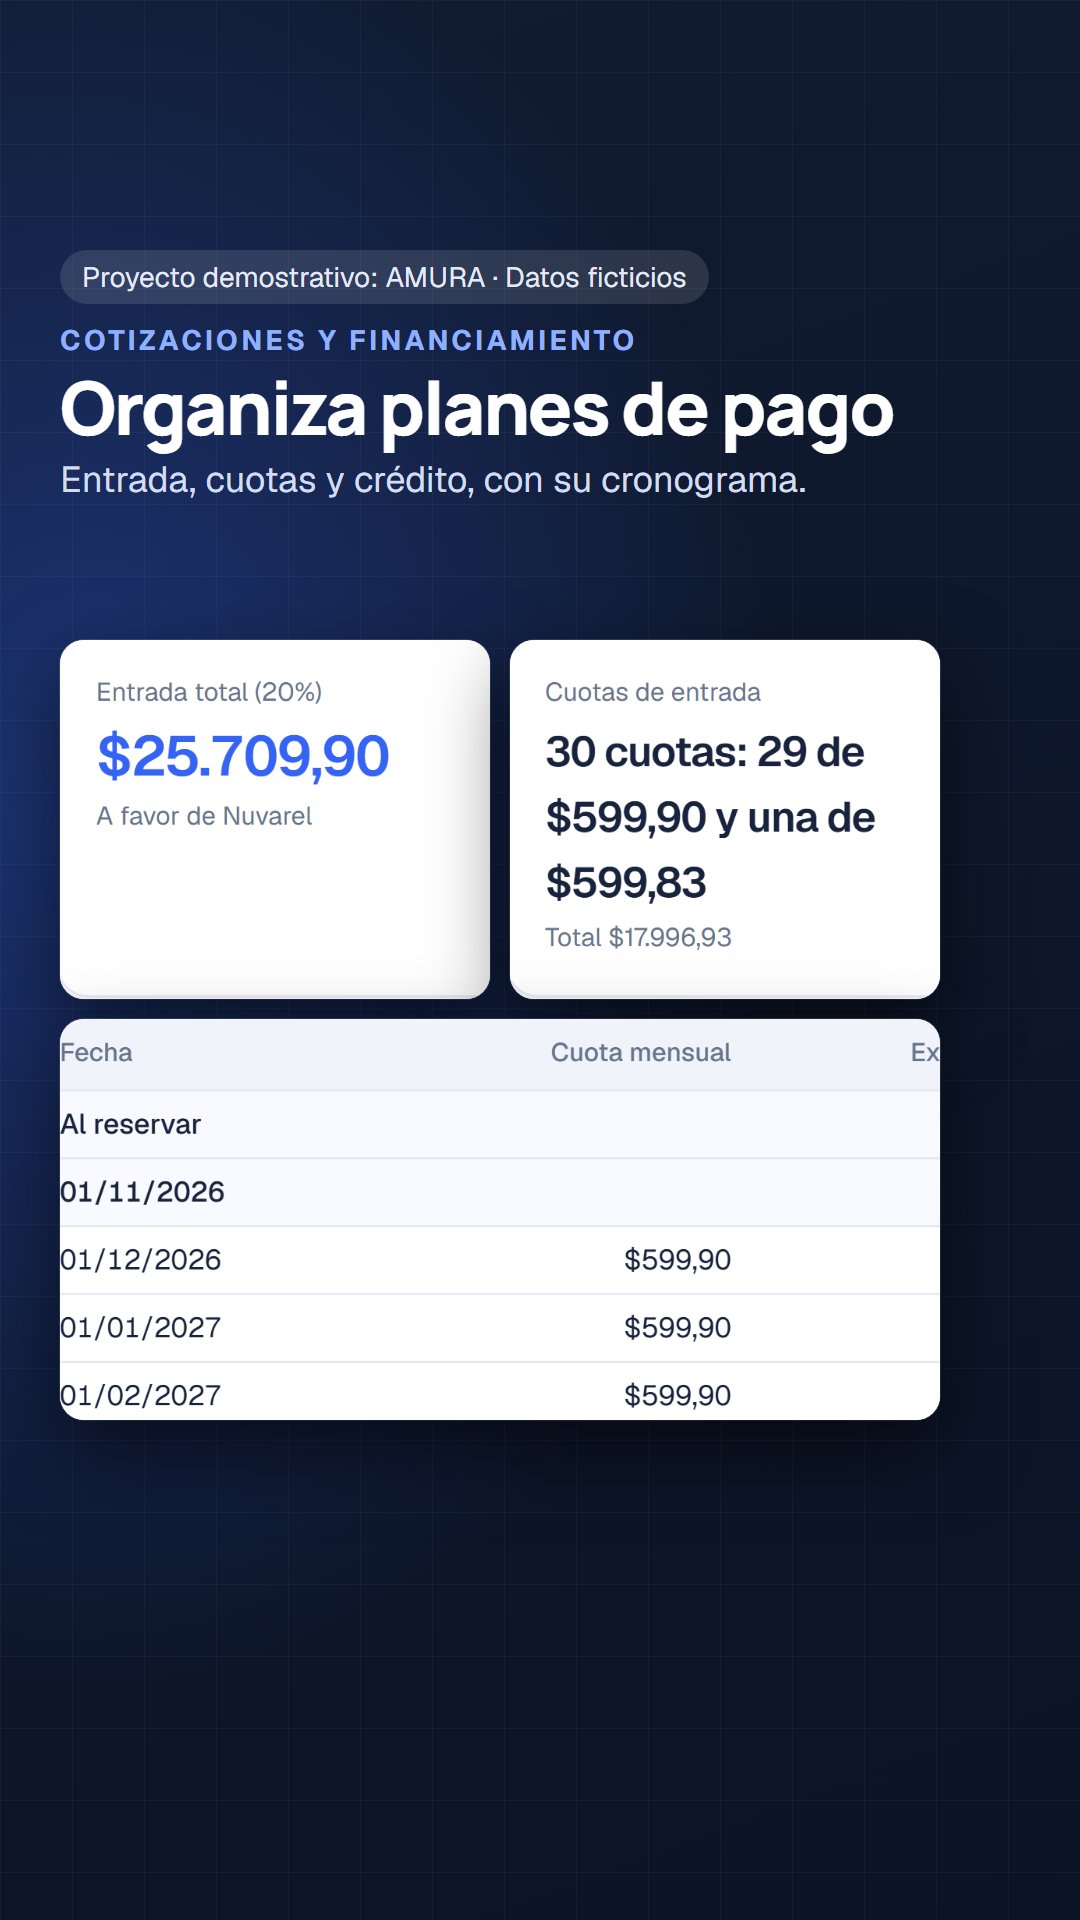 Proyecto demostrativo: AMURA · Datos ficticios
COTIZACIONES Y FINANCIAMIENTO
Organiza planes de pago
Entrada, cuotas y crédito, con su cronograma.
Entrada total (20%)
$25.709,90
A favor de Nuvarel
Cuotas de entrada
30 cuotas: 29 de
$599,90 y una de
$599,83
Total $17.996,93
Fecha Cuota mensual Ex
Al reservar
01/11/2026
01/12/2026 $599,90
01/01/2027 $599,90
01/02/2027 $599,90